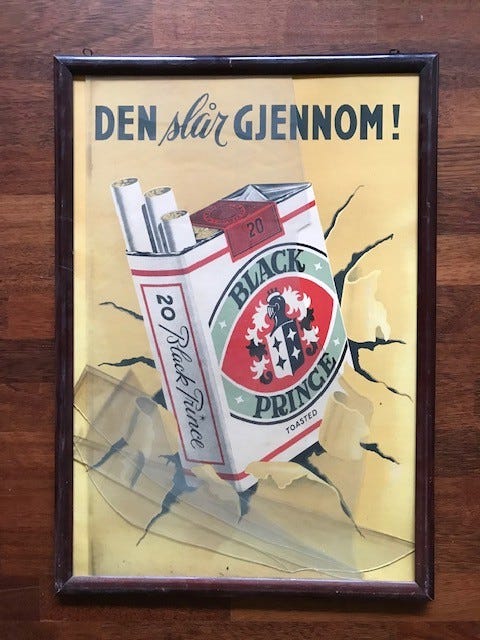 DEN slår GJENNOM!
20
BLACK
PRINCE
TOASTED
20 Black Prince